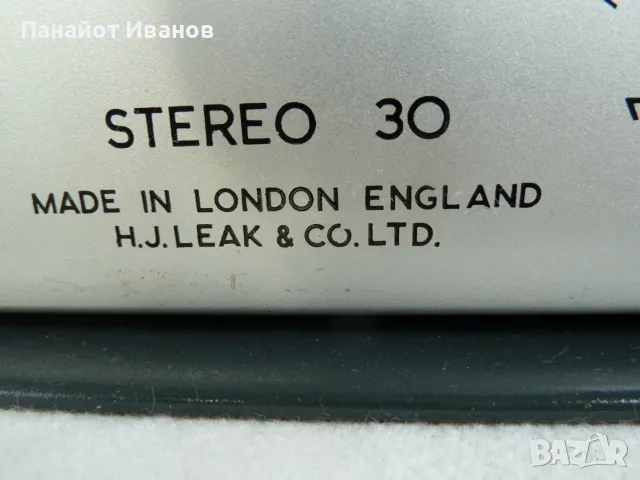 Панайот Иванов
STEREO 30
MADE IN LONDON ENGLAND
H.J. LEAK & CO. LTD.
BAZAR